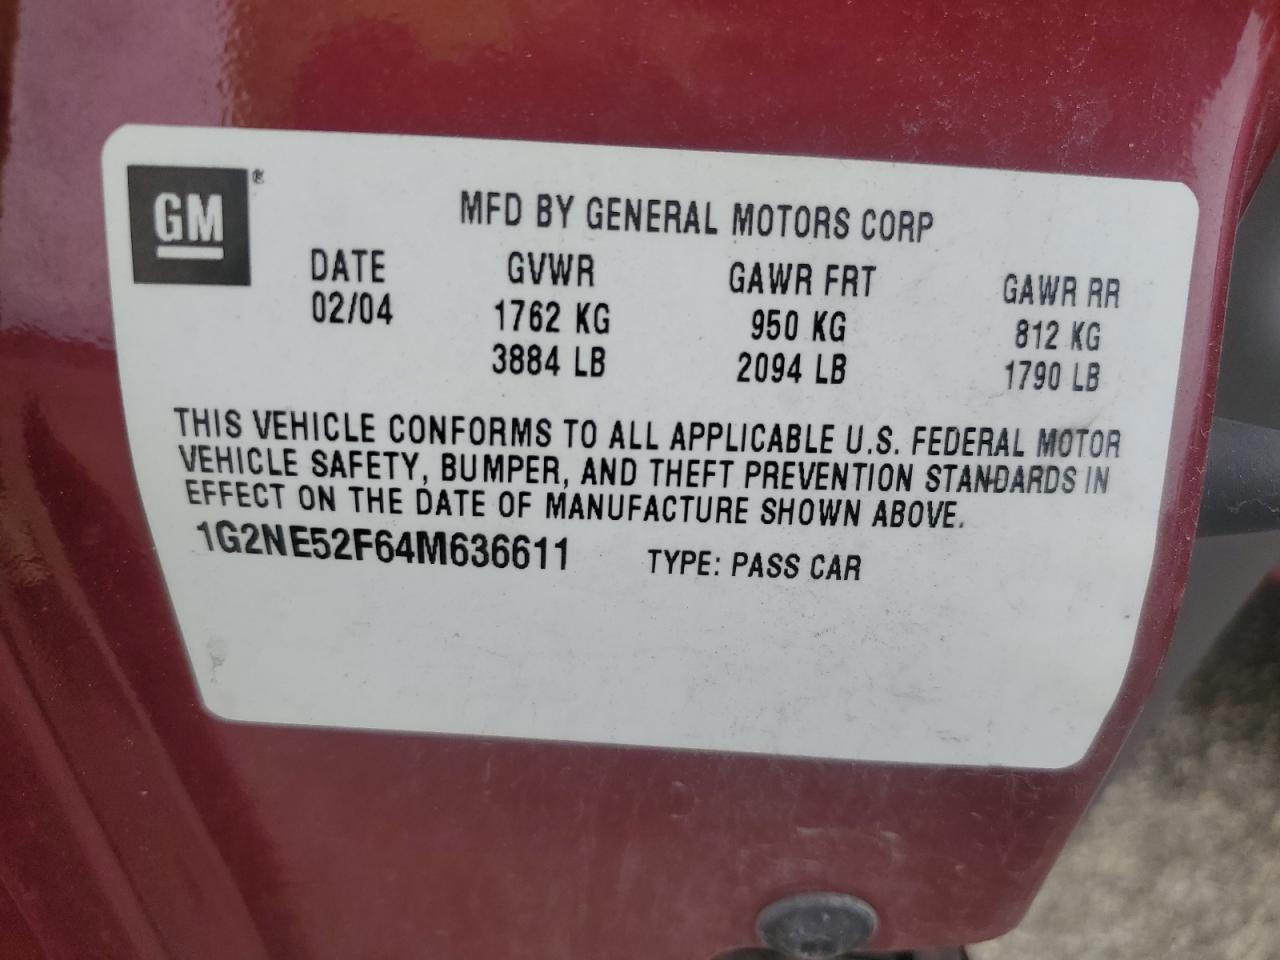 GM ®
MFD BY GENERAL MOTORS CORP
DATE GVWR GAWR FRT GAWR RR
02/04 1762 KG 950 KG 812 KG
3884 LB 2094 LB 1790 LB
THIS VEHICLE CONFORMS TO ALL APPLICABLE U.S. FEDERAL MOTOR
VEHICLE SAFETY, BUMPER, AND THEFT PREVENTION STANDARDS IN
EFFECT ON THE DATE OF MANUFACTURE SHOWN ABOVE.
1G2NE52F64M636611 TYPE: PASS CAR